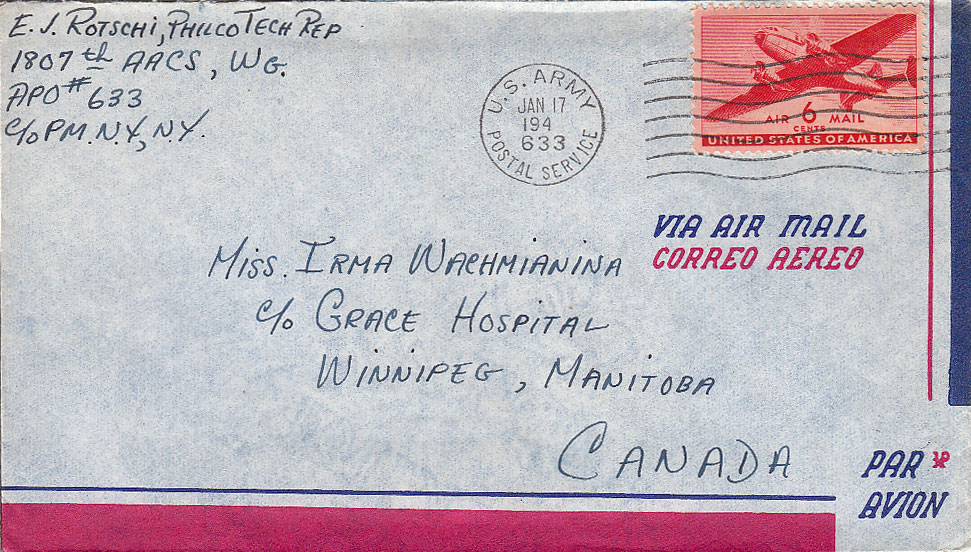 E. J. ROTSCHI, PHILCO TECH REP
1807 th AACS, WG.
APO # 633
C/O PM. N.Y., N.Y.
U.S. ARMY
JAN 17
194
633
POSTAL SERVICE
AIR 6 MAIL
CENTS
UNITED STATES OF AMERICA
VIA AIR MAIL
CORREO AEREO
MISS. IRMA WACHMIANINA
C/O GRACE HOSPITAL
WINNIPEG, MANITOBA
CANADA
PAR
AVION